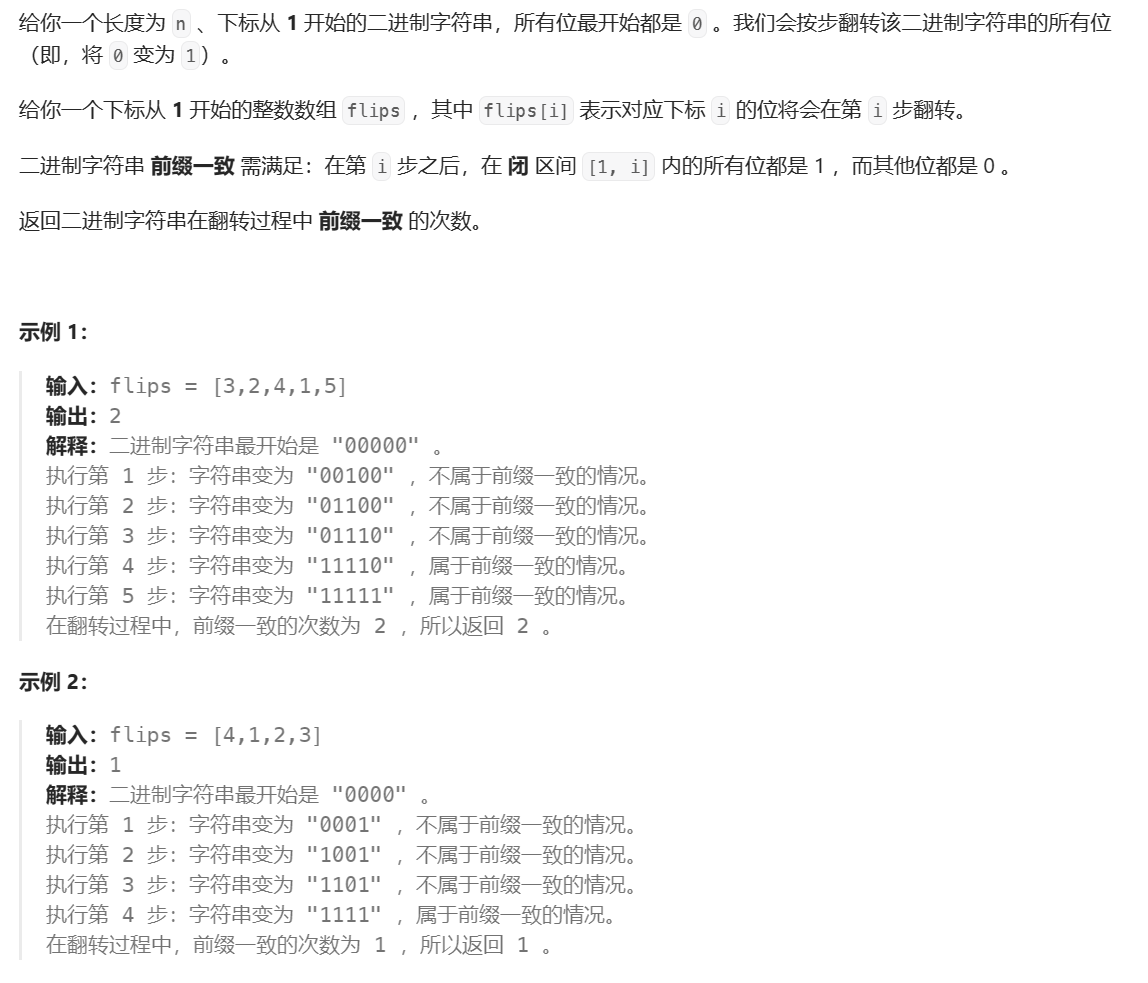 给你一个长度为 n 、下标从 1 开始的二进制字符串，所有位最开始都是 0 。我们会按步翻转该二进制字符串的所有位
（即，将 0 变为 1）。
给你一个下标从 1 开始的整数数组 flips ，其中 flips[i] 表示对应下标 i 的位将会在第 i 步翻转。
二进制字符串 前缀一致 需满足：在第 i 步之后，在 闭 区间 [1, i] 内的所有位都是 1 ，而其他位都是 0 。
返回二进制字符串在翻转过程中 前缀一致 的次数。
示例 1：
输入：flips = [3,2,4,1,5]
输出：2
解释：二进制字符串最开始是 "00000" 。
执行第 1 步：字符串变为 "00100" ，不属于前缀一致的情况。
执行第 2 步：字符串变为 "01100" ，不属于前缀一致的情况。
执行第 3 步：字符串变为 "01110" ，不属于前缀一致的情况。
执行第 4 步：字符串变为 "11110" ，属于前缀一致的情况。
执行第 5 步：字符串变为 "11111" ，属于前缀一致的情况。
在翻转过程中，前缀一致的次数为 2 ，所以返回 2 。
示例 2：
输入：flips = [4,1,2,3]
输出：1
解释：二进制字符串最开始是 "0000" 。
执行第 1 步：字符串变为 "0001" ，不属于前缀一致的情况。
执行第 2 步：字符串变为 "1001" ，不属于前缀一致的情况。
执行第 3 步：字符串变为 "1101" ，不属于前缀一致的情况。
执行第 4 步：字符串变为 "1111" ，属于前缀一致的情况。
在翻转过程中，前缀一致的次数为 1 ，所以返回 1 。